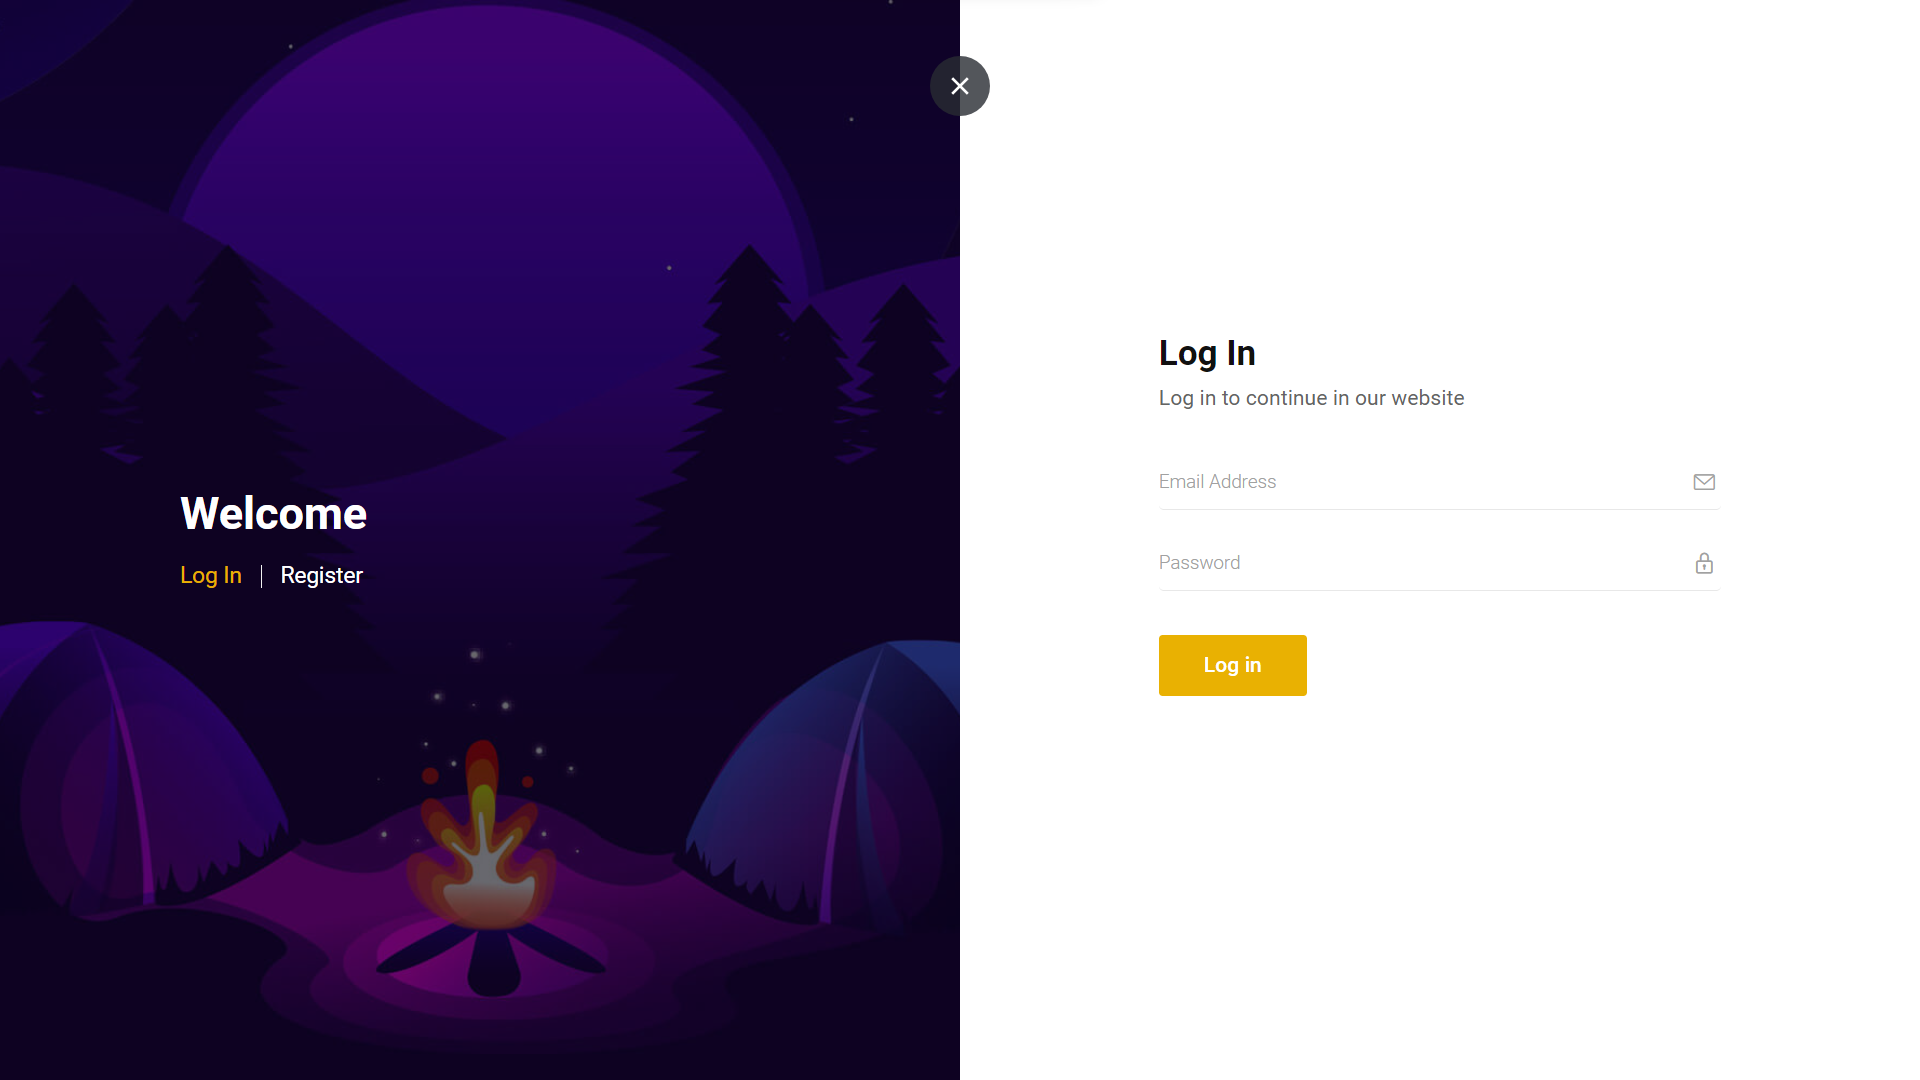 Welcome
Log In | Register
Log In
Log in to continue in our website
Email Address
Password
Log in